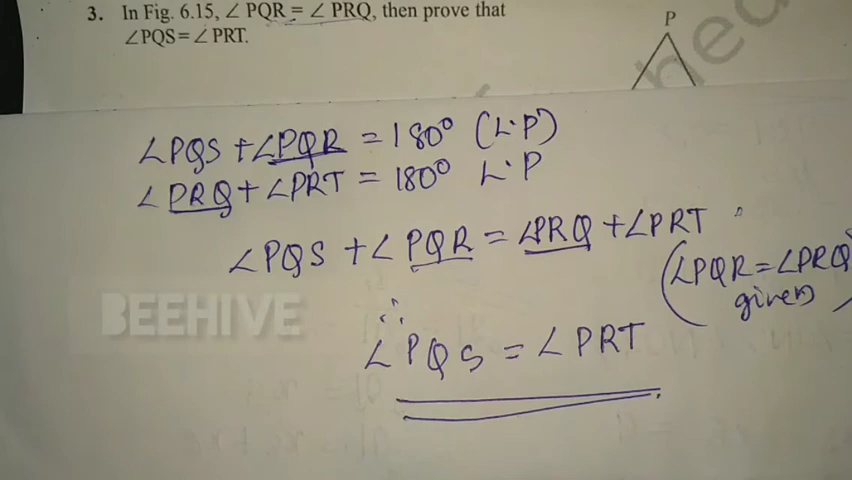 3. In Fig. 6.15, ∠ PQR = ∠ PRQ, then prove that
∠PQS = ∠ PRT.
P
hed
∠PQS + ∠PQR = 180° (L.P)
∠PRQ + ∠PRT = 180° L.P
∠PQS + ∠PQR = ∠PRQ + ∠PRT
(∠PQR = ∠PRQ
given)
BEEHIVE
∴
∠PQS = ∠PRT